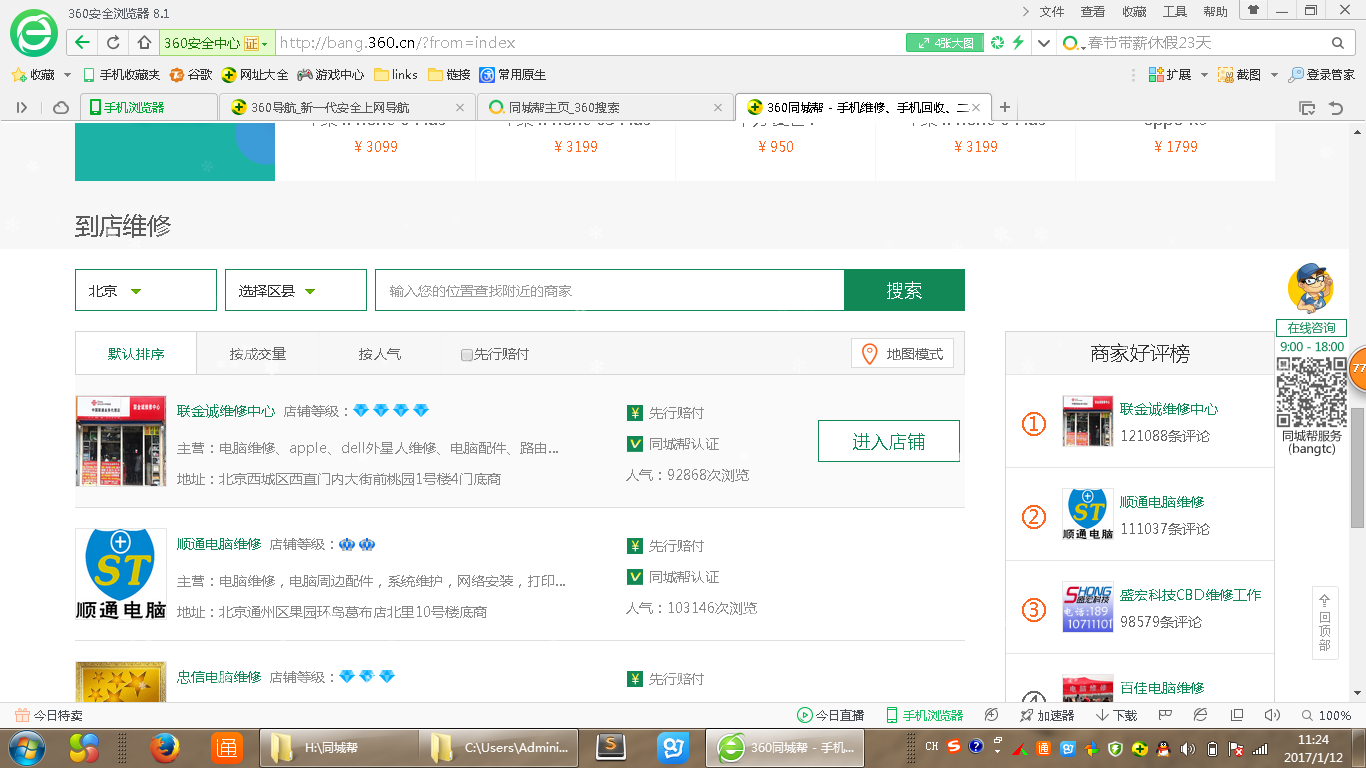 360安全浏览器 8.1
文件 查看 收藏 工具 帮助
360安全中心 证 http://bang.360.cn/?from=index 4张大图 春节带薪休假23天
收藏 手机收藏夹 谷歌 网址大全 游戏中心 links 链接 常用原生 扩展 截图 登录管家
手机浏览器 360导航_新一代安全上网导航 同城帮主页_360搜索 360同城帮 - 手机维修、手机回收、二
¥ 3099 ¥ 3199 ¥ 950 ¥ 3199 ¥ 1799
到店维修
北京 选择区县 输入您的位置查找附近的商家 搜索
默认排序 按成交量 按人气 先行赔付 地图模式
联金诚维修中心 店铺等级：
主营：电脑维修、apple、dell外星人维修、电脑配件、路由...
地址：北京西城区西直门内大街前桃园1号楼4门底商
¥ 先行赔付
同城帮认证
人气：92868次浏览
进入店铺
ST
顺通电脑
顺通电脑维修 店铺等级：
主营：电脑维修，电脑周边配件，系统维护，网络安装，打印...
地址：北京通州区果园环岛葛布店北里10号楼底商
¥ 先行赔付
同城帮认证
人气：103146次浏览
忠信电脑维修 店铺等级：
¥ 先行赔付
商家好评榜
1 联金诚维修中心
121088条评论
2 ST 顺通电脑 顺通电脑维修
111037条评论
3 SHONG 盛宏科技 电话:189 10711101 盛宏科技CBD维修工作
98579条评论
电脑维修 百佳电脑维修
在线咨询
9:00 - 18:00
同城帮服务
(bangtc)
77
回顶部
今日特卖 今日直播 手机浏览器 加速器 下载 100%
通 H:\同城帮 C:\Users\Admini... S 360同城帮 - 手机... CH S 通
11:24
2017/1/12